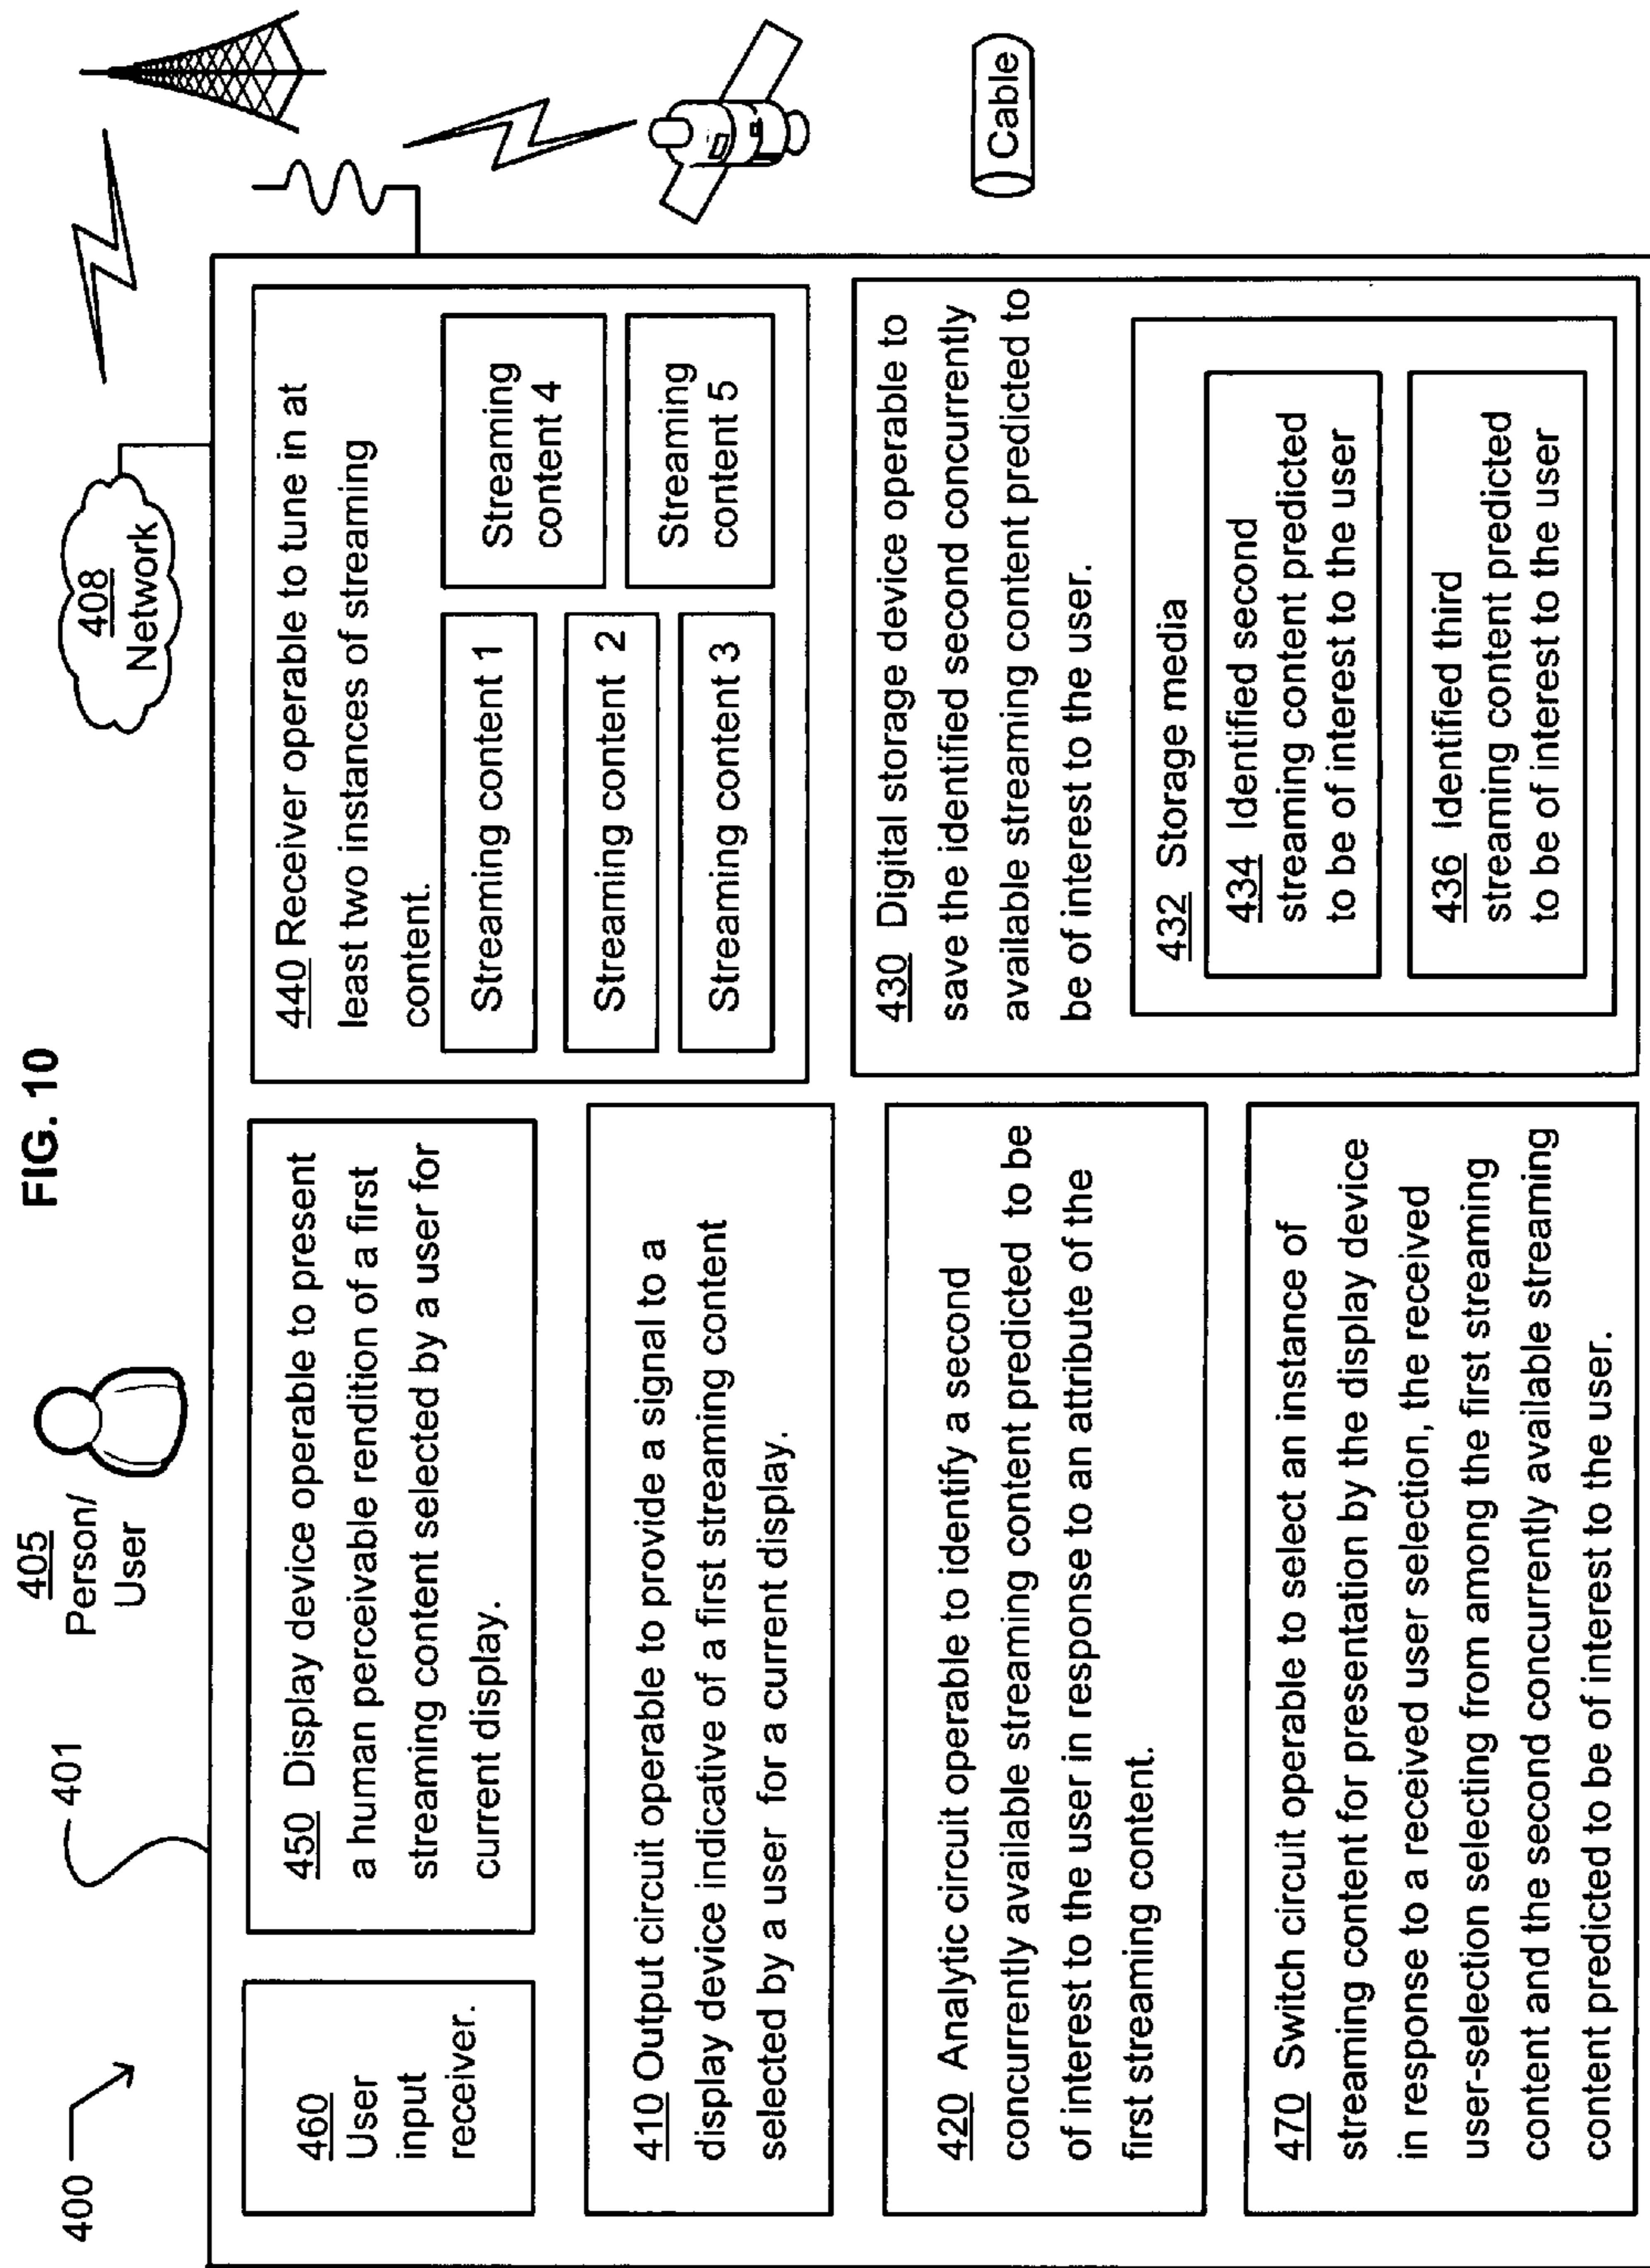 FIG. 10
400
401
405
Person/
User
408
Network
460
User
input
receiver.
450 Display device operable to present
a human perceivable rendition of a first
streaming content selected by a user for
current display.
410 Output circuit operable to provide a signal to a
display device indicative of a first streaming content
selected by a user for a current display.
420 Analytic circuit operable to identify a second
concurrently available streaming content predicted to be
of interest to the user in response to an attribute of the
first streaming content.
470 Switch circuit operable to select an instance of
streaming content for presentation by the display device
in response to a received user selection, the received
user-selection selecting from among the first streaming
content and the second concurrently available streaming
content predicted to be of interest to the user.
440 Receiver operable to tune in at
least two instances of streaming
content.
Streaming content 1
Streaming content 2
Streaming content 3
Streaming
content 4
Streaming
content 5
430 Digital storage device operable to
save the identified second concurrently
available streaming content predicted to
be of interest to the user.
432 Storage media
434 Identified second
streaming content predicted
to be of interest to the user
436 Identified third
streaming content predicted
to be of interest to the user
Cable